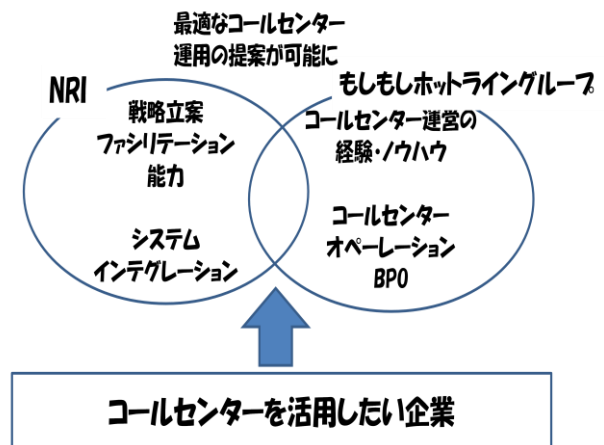 最適なコールセンター
運用の提案が可能に
NRI
戦略立案
ファシリテーション
能力
システム
インテグレーション
もしもしホットライングループ
コールセンター運営の
経験・ノウハウ
コールセンター
オペレーション
BPO
コールセンターを活用したい企業